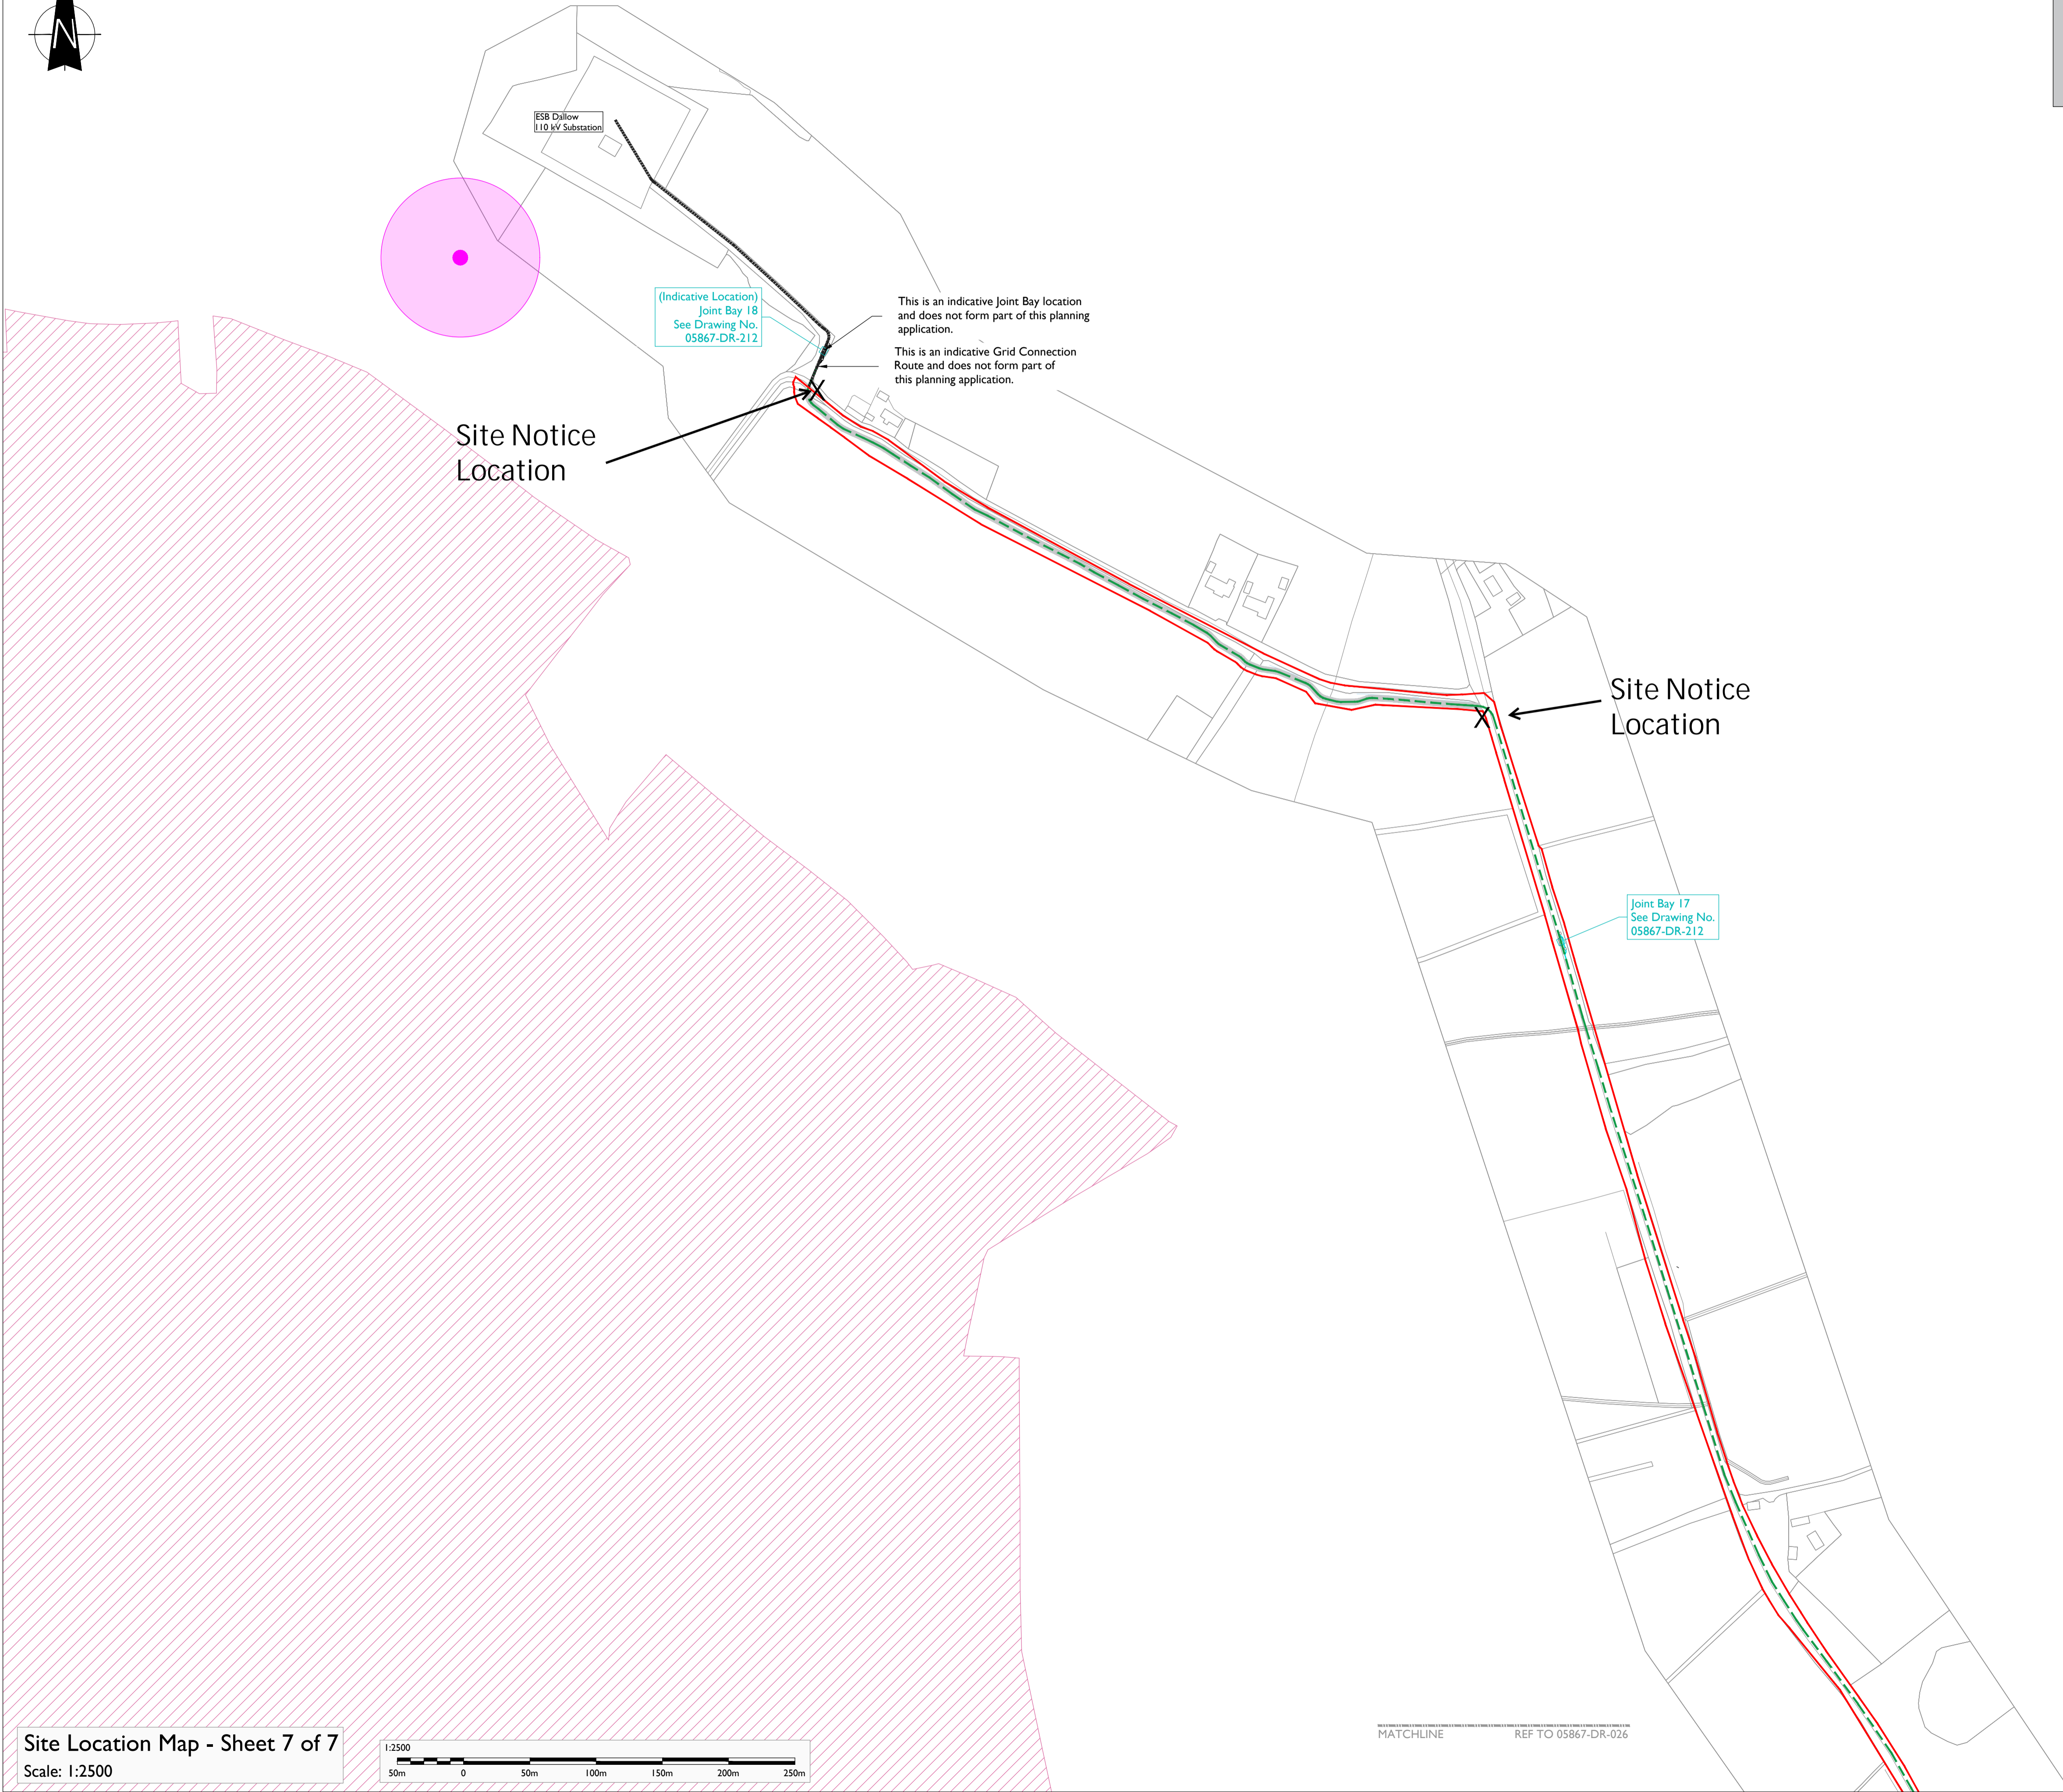 N
ESB Dallow
110 kV Substation
(Indicative Location)
Joint Bay 18
See Drawing No.
05867-DR-212
This is an indicative Joint Bay location
and does not form part of this planning
application.
This is an indicative Grid Connection
Route and does not form part of
this planning application.
Site Notice
Location
X
Site Notice
Location
X
Joint Bay 17
See Drawing No.
05867-DR-212
MATCHLINE REF TO 05867-DR-026
Site Location Map - Sheet 7 of 7
Scale: 1:2500
1:2500
50m 0 50m 100m 150m 200m 250m